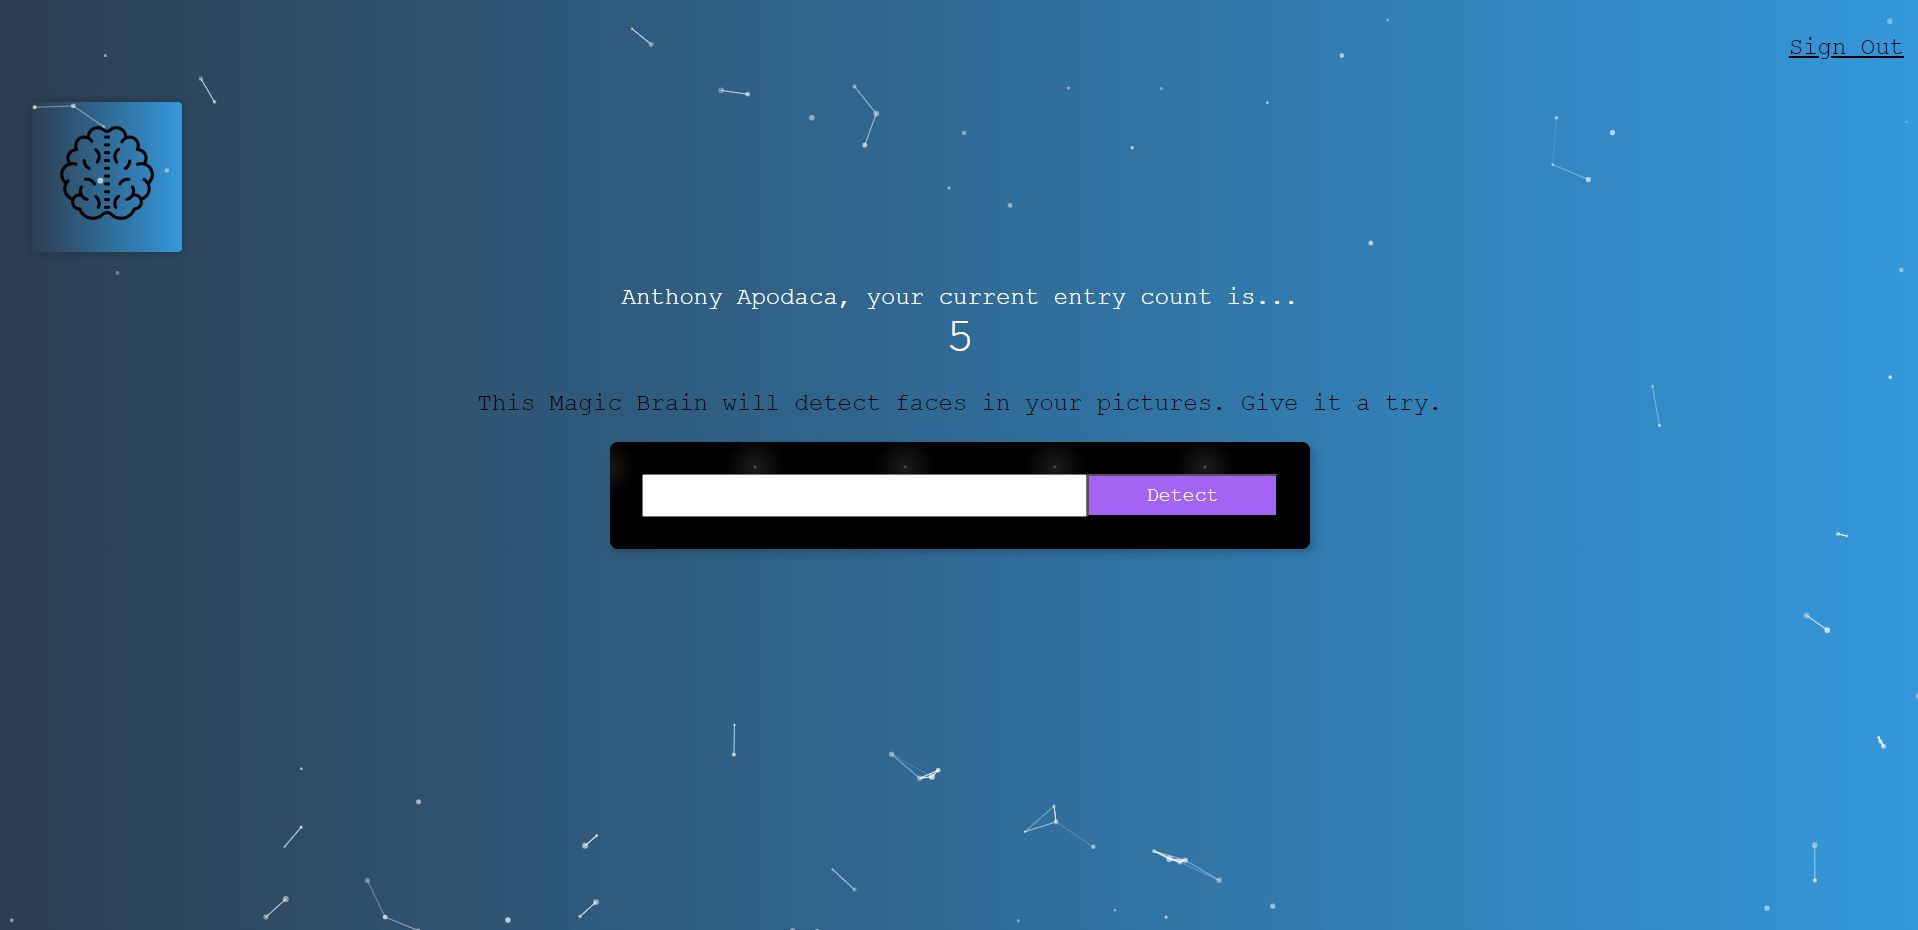 Sign Out
Anthony Apodaca, your current entry count is...
5
This Magic Brain will detect faces in your pictures. Give it a try.
Detect